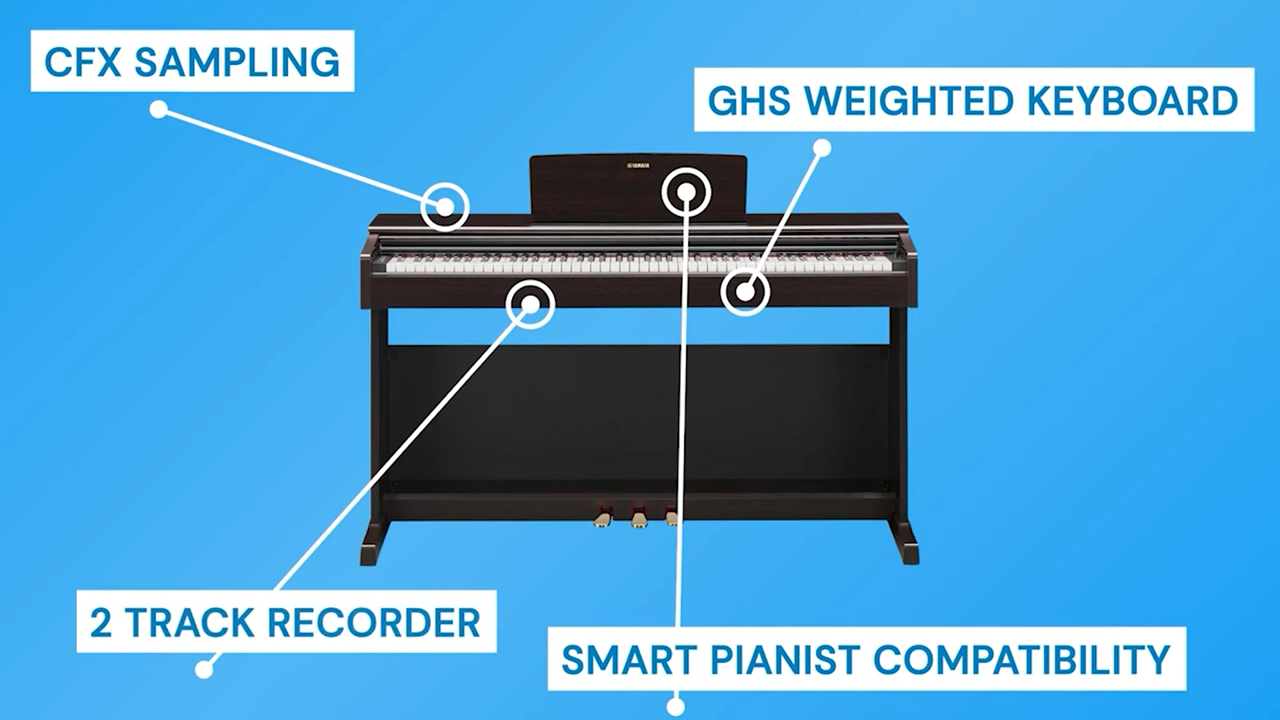 CFX SAMPLING
GHS WEIGHTED KEYBOARD
YAMAHA
2 TRACK RECORDER
SMART PIANIST COMPATIBILITY